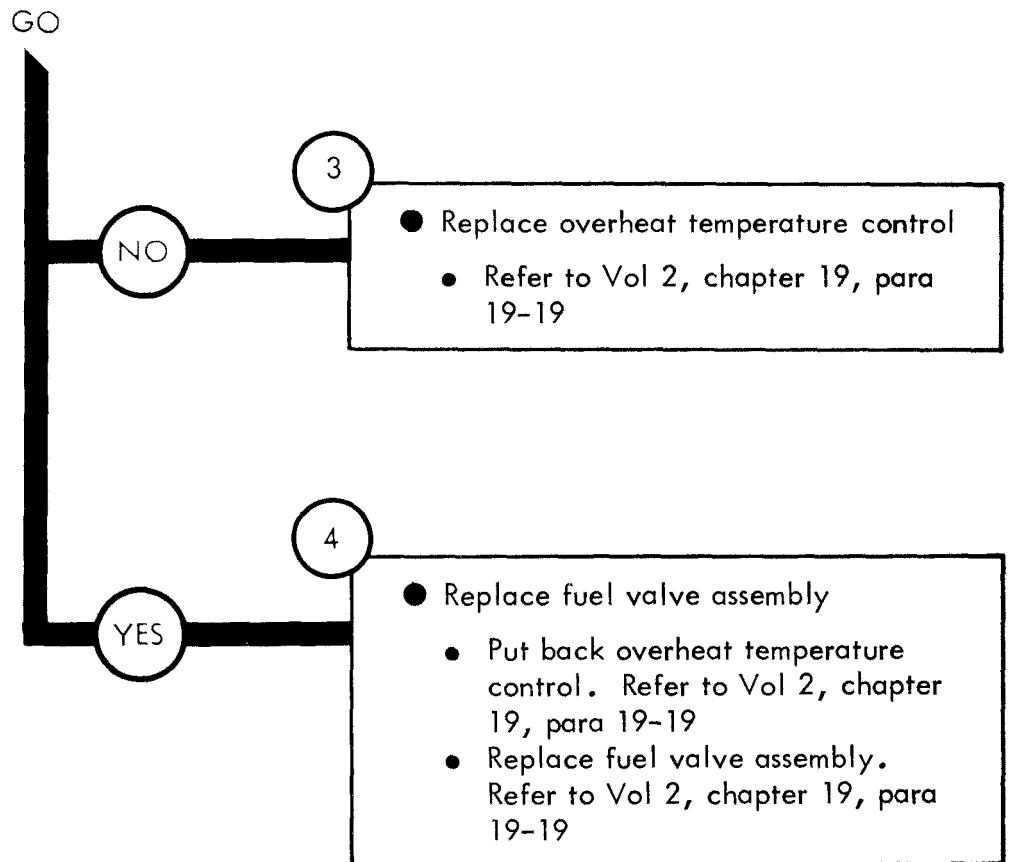 GO
3
NO
● Replace overheat temperature control
● Refer to Vol 2, chapter 19, para
19-19
4
YES
● Replace fuel valve assembly
● Put back overheat temperature
control. Refer to Vol 2, chapter
19, para 19-19
● Replace fuel valve assembly.
Refer to Vol 2, chapter 19, para
19-19